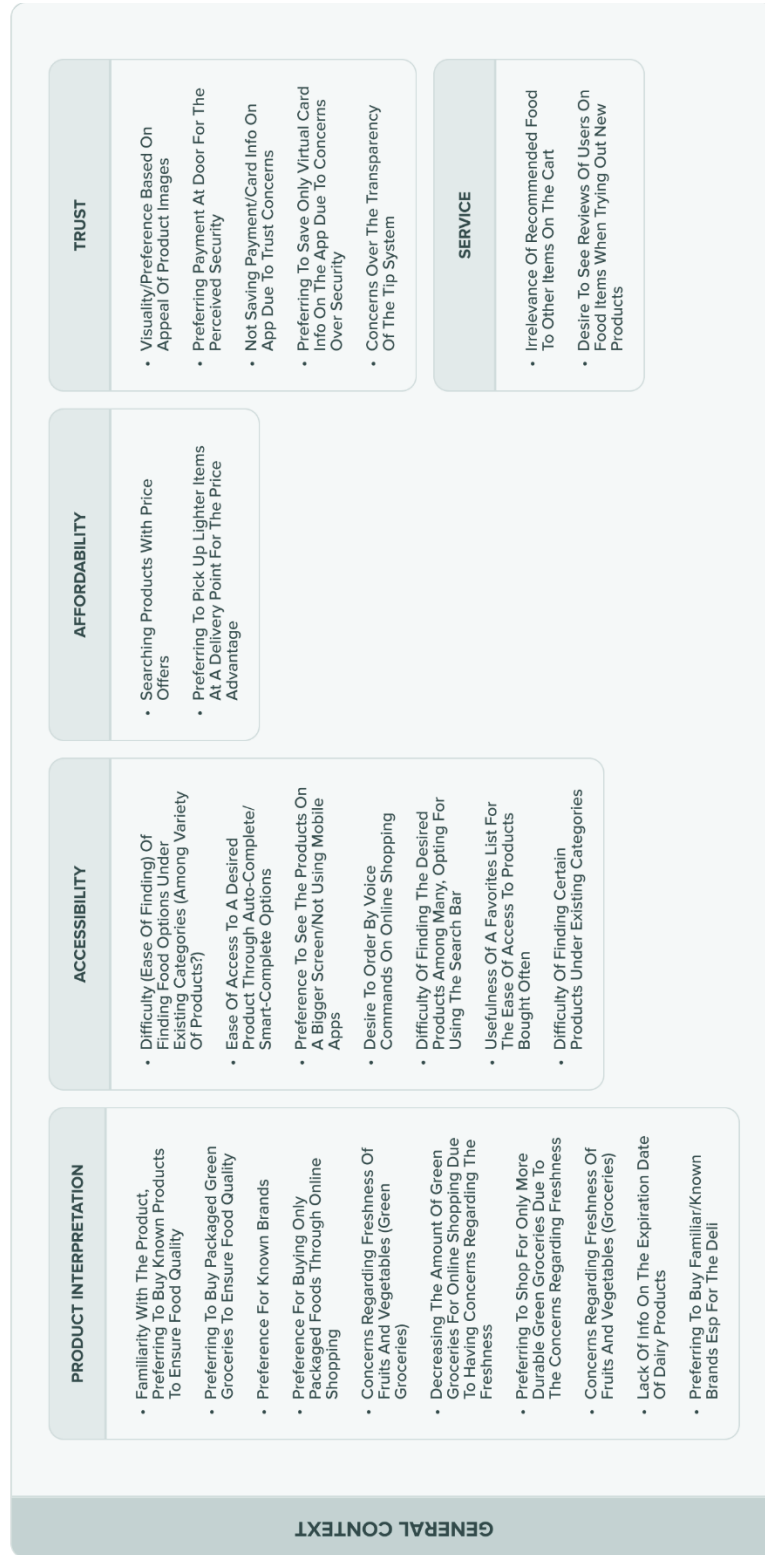 GENERAL CONTEXT
PRODUCT INTERPRETATION
• Familiarity With The Product,
Preferring To Buy Known Products
To Ensure Food Quality
• Preferring To Buy Packaged Green
Groceries To Ensure Food Quality
• Preference For Known Brands
• Preference For Buying Only
Packaged Foods Through Online
Shopping
• Concerns Regarding Freshness Of
Fruits And Vegetables (Green
Groceries)
• Decreasing The Amount Of Green
Groceries For Online Shopping Due
To Having Concerns Regarding The
Freshness
• Preferring To Shop For Only More
Durable Green Groceries Due To
The Concerns Regarding Freshness
• Concerns Regarding Freshness Of
Fruits And Vegetables (Groceries)
• Lack Of Info On The Expiration Date
Of Dairy Products
• Preferring To Buy Familiar/Known
Brands Esp For The Deli
ACCESSIBILITY
• Difficulty (Ease Of Finding) Of
Finding Food Options Under
Existing Categories (Among Variety
Of Products?)
• Ease Of Access To A Desired
Product Through Auto-Complete/
Smart-Complete Options
• Preference To See The Products On
A Bigger Screen/Not Using Mobile
Apps
• Desire To Order By Voice
Commands On Online Shopping
• Difficulty Of Finding The Desired
Products Among Many, Opting For
Using The Search Bar
• Usefulness Of A Favorites List For
The Ease Of Access To Products
Bought Often
• Difficulty Of Finding Certain
Products Under Existing Categories
AFFORDABILITY
• Searching Products With Price
Offers
• Preferring To Pick Up Lighter Items
At A Delivery Point For The Price
Advantage
TRUST
• Visuality/Preference Based On
Appeal Of Product Images
• Preferring Payment At Door For The
Perceived Security
• Not Saving Payment/Card Info On
App Due To Trust Concerns
• Preferring To Save Only Virtual Card
Info On The App Due To Concerns
Over Security
• Concerns Over The Transparency
Of The Tip System
SERVICE
• Irrelevance Of Recommended Food
To Other Items On The Cart
• Desire To See Reviews Of Users On
Food Items When Trying Out New
Products